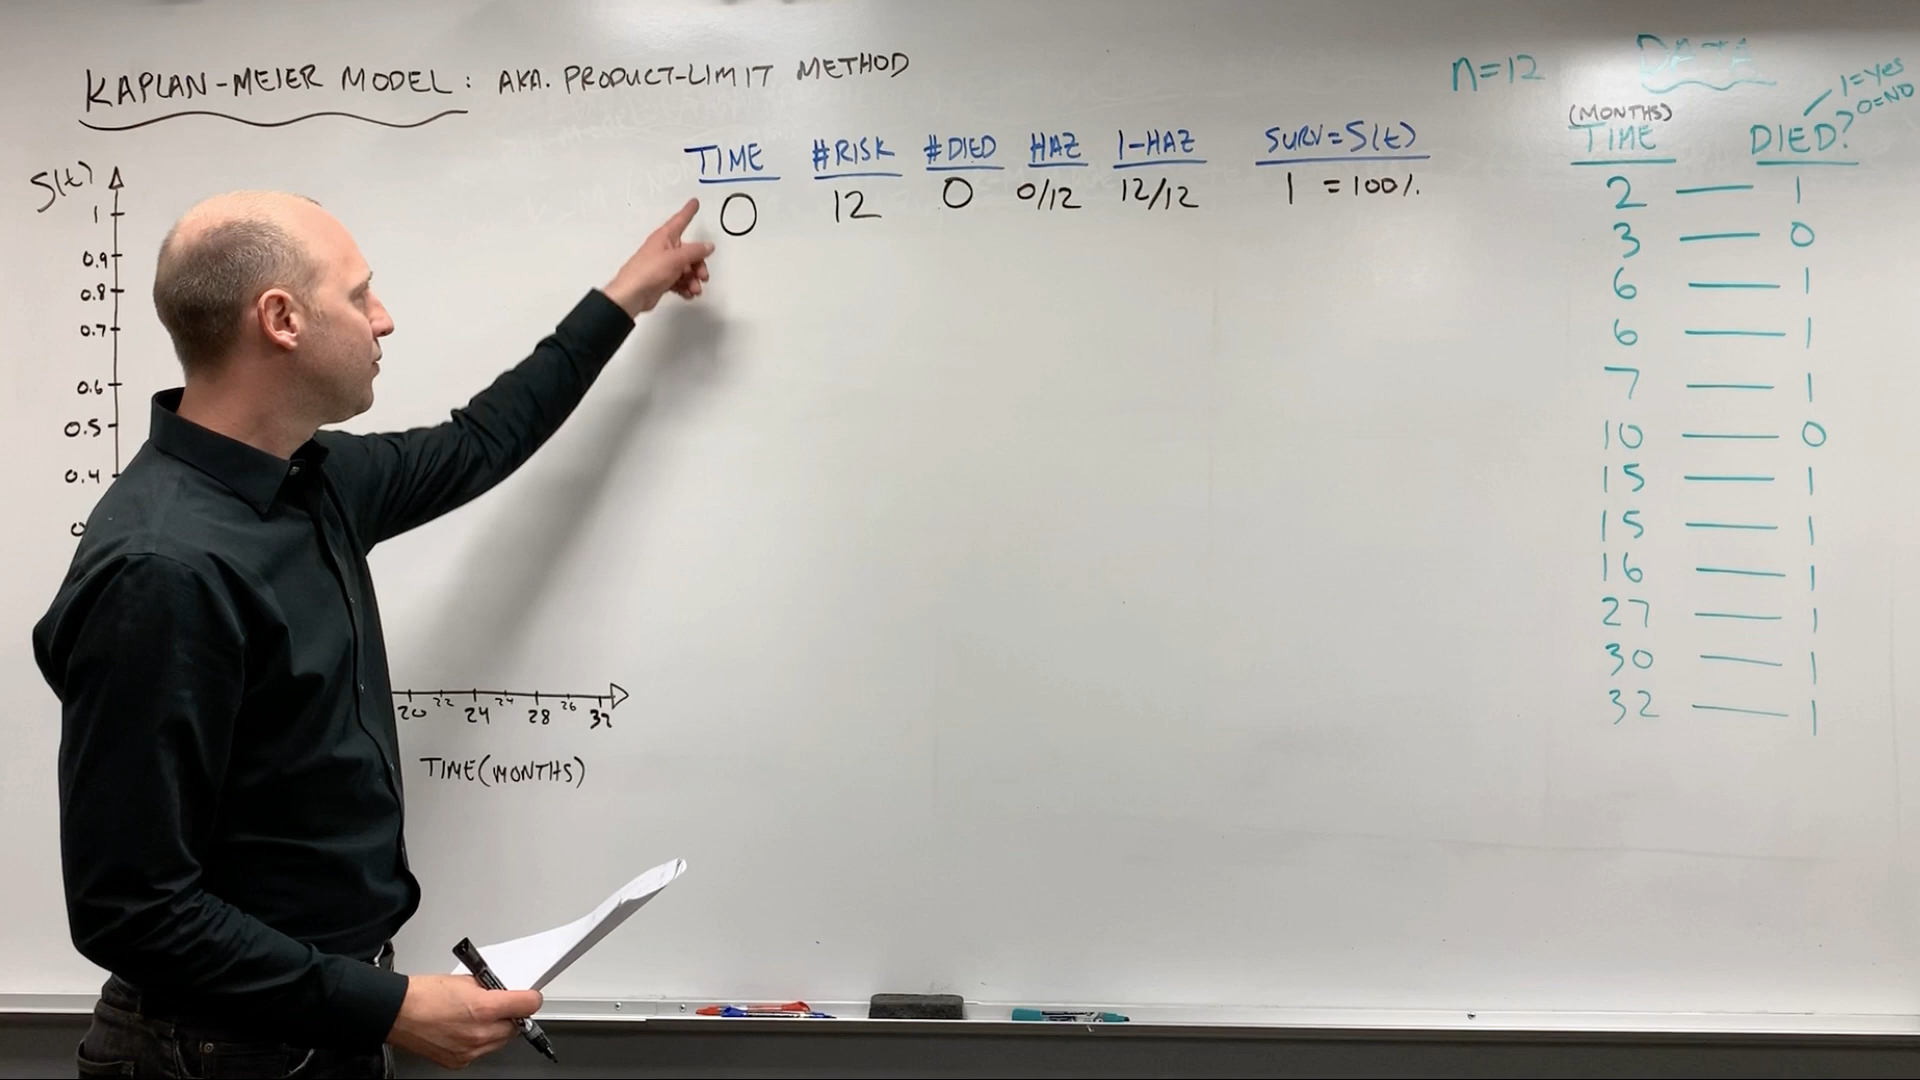 KAPLAN-MEIER MODEL: AKA. PRODUCT-LIMIT METHOD
n=12
DATA
1=Yes
0=NO
(MONTHS)
TIME DIED?
2 — 1
3 — 0
6 — 1
6 — 1
7 — 1
10 — 0
15 — 1
15 — 1
16 — 1
27 — 1
30 — 1
32 — 1
TIME #RISK #DIED HAZ 1-HAZ SURV=S(t)
0 12 0 0/12 12/12 1 = 100%
S(t)
1
0.9
0.8
0.7
0.6
0.5
0.4
20 22 24 24 28 26 32
TIME (MONTHS)